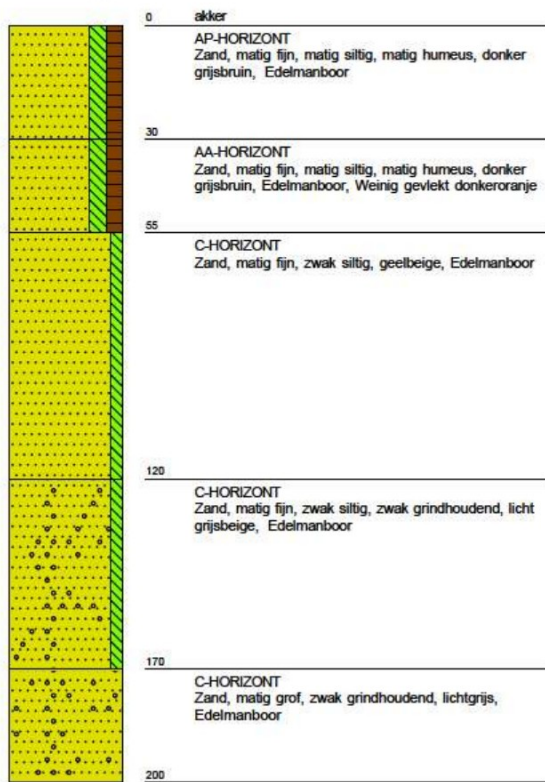 0 akker
AP-HORIZONT
Zand, matig fijn, matig siltig, matig humeus, donker
grijsbruin, Edelmanboor
30
AA-HORIZONT
Zand, matig fijn, matig siltig, matig humeus, donker
grijsbruin, Edelmanboor, Weinig gevlekt donkeroranje
55
C-HORIZONT
Zand, matig fijn, zwak siltig, geelbeige, Edelmanboor
120
C-HORIZONT
Zand, matig fijn, zwak siltig, zwak grindhoudend, licht
grijsbeige, Edelmanboor
170
C-HORIZONT
Zand, matig grof, zwak grindhoudend, lichtgrijs,
Edelmanboor
200